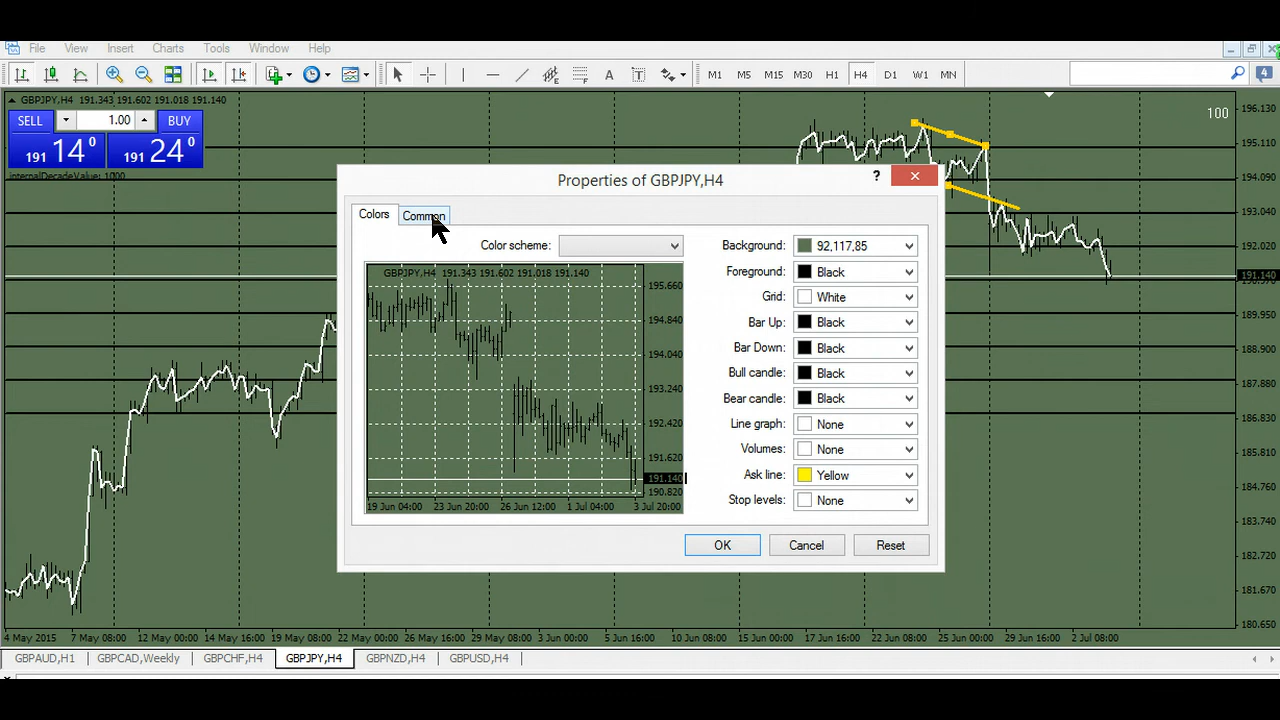 File View Insert Charts Tools Window Help
M1 M5 M15 M30 H1 H4 D1 W1 MN 4
GBPJPY,H4 191.343 191.602 191.018 191.140
SELL 1.00 BUY
191 14 0 191 24 0
InternalDecadeValue: 1000
100
Properties of GBPJPY,H4
?
Colors Common
Color scheme:
GBPJPY,H4 191.343 191.602 191.018 191.140
195.660
194.840
194.040
193.240
192.420
191.620
191.140
190.820
19 Jun 04:00 23 Jun 20:00 26 Jun 12:00 1 Jul 04:00 3 Jul 20:00
Background: 92,117,85
Foreground: Black
Grid: White
Bar Up: Black
Bar Down: Black
Bull candle: Black
Bear candle: Black
Line graph: None
Volumes: None
Ask line: Yellow
Stop levels: None
OK Cancel Reset
196.130
195.110
194.090
193.040
192.020
191.140
190.970
189.950
188.900
187.880
186.830
185.810
184.760
183.740
182.720
181.670
180.650
4 May 2015 7 May 08:00 12 May 00:00 14 May 16:00 19 May 08:00 22 May 00:00 26 May 16:00 29 May 08:00 3 Jun 00:00 5 Jun 16:00 10 Jun 08:00 15 Jun 00:00 17 Jun 16:00 22 Jun 08:00 25 Jun 00:00 29 Jun 16:00 2 Jul 08:00
GBPAUD,H1 GBPCAD,Weekly GBPCHF,H4 GBPJPY,H4 GBPNZD,H4 GBPUSD,H4